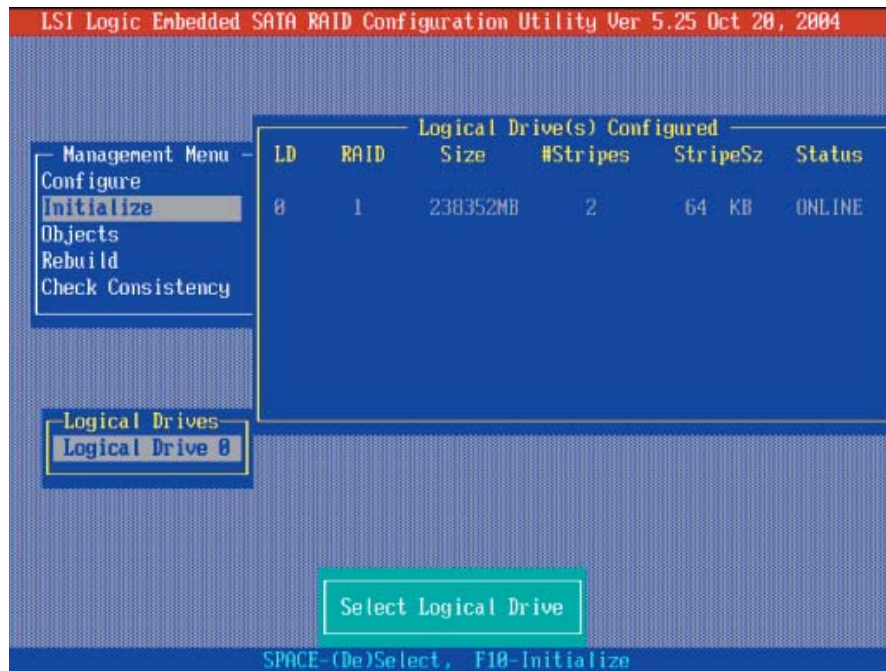 LSI Logic Embedded SATA RAID Configuration Utility Ver 5.25 Oct 20, 2004
Logical Drive(s) Configured
LD RAID Size #Stripes StripeSz Status
0 1 238352MB 2 64 KB ONLINE
Management Menu
Configure
Initialize
Objects
Rebuild
Check Consistency
Logical Drives
Logical Drive 0
Select Logical Drive
SPACE-(De)Select, F10-Initialize